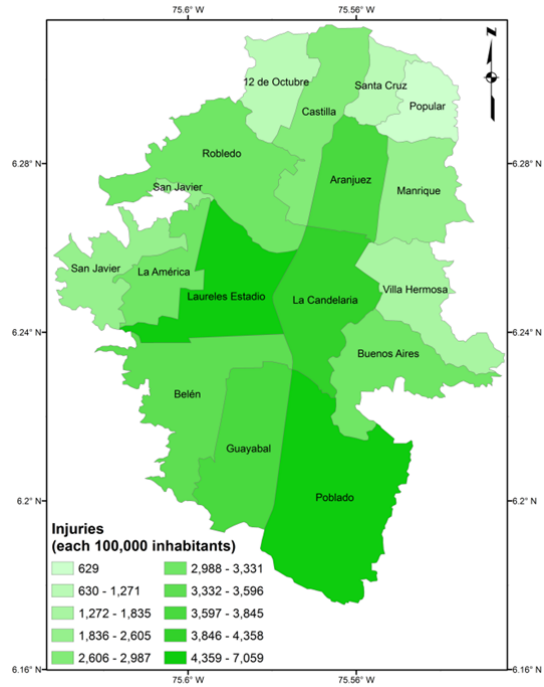 75.6° W
75.56° W
12 de Octubre
Santa Cruz
Castilla
Popular
N
Robledo
6.28° N
6.28° N
Aranjuez
San Javier
Manrique
San Javier
La América
Villa Hermosa
Laureles Estadio
La Candelaria
6.24° N
6.24° N
Buenos Aires
Belén
Guayabal
Poblado
6.2° N
6.2° N
Injuries
(each 100,000 inhabitants)
629
2,988 - 3,331
630 - 1,271
3,332 - 3,596
1,272 - 1,835
3,597 - 3,845
1,836 - 2,605
3,846 - 4,358
2,606 - 2,987
4,359 - 7,059
6.16° N
6.16° N
75.6° W
75.56° W